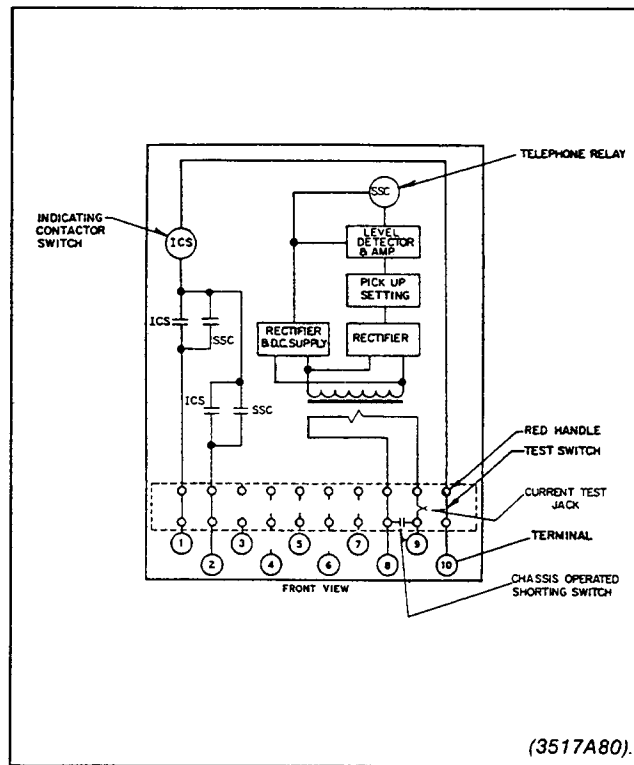 TELEPHONE RELAY
SSC
INDICATING
CONTACTOR
SWITCH
ICS
LEVEL
DETECTOR
& AMP.
PICK UP
SETTING
ICS
SSC
RECTIFIER
& D.C. SUPPLY
RECTIFIER
ICS
SSC
RED HANDLE
TEST SWITCH
CURRENT TEST
JACK
TERMINAL
1 3 5 7 9
2 4 6 8 10
FRONT VIEW
CHASSIS OPERATED
SHORTING SWITCH
(3517A80).